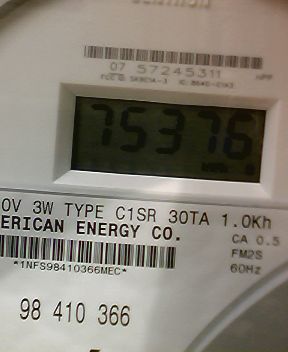 07 57245311
75376
0V 3W TYPE C1SR 30TA 1.0Kh
ERICAN ENERGY CO.
CA 0.5
FM2S
*1NFS98410366MEC*
60Hz
98 410 366